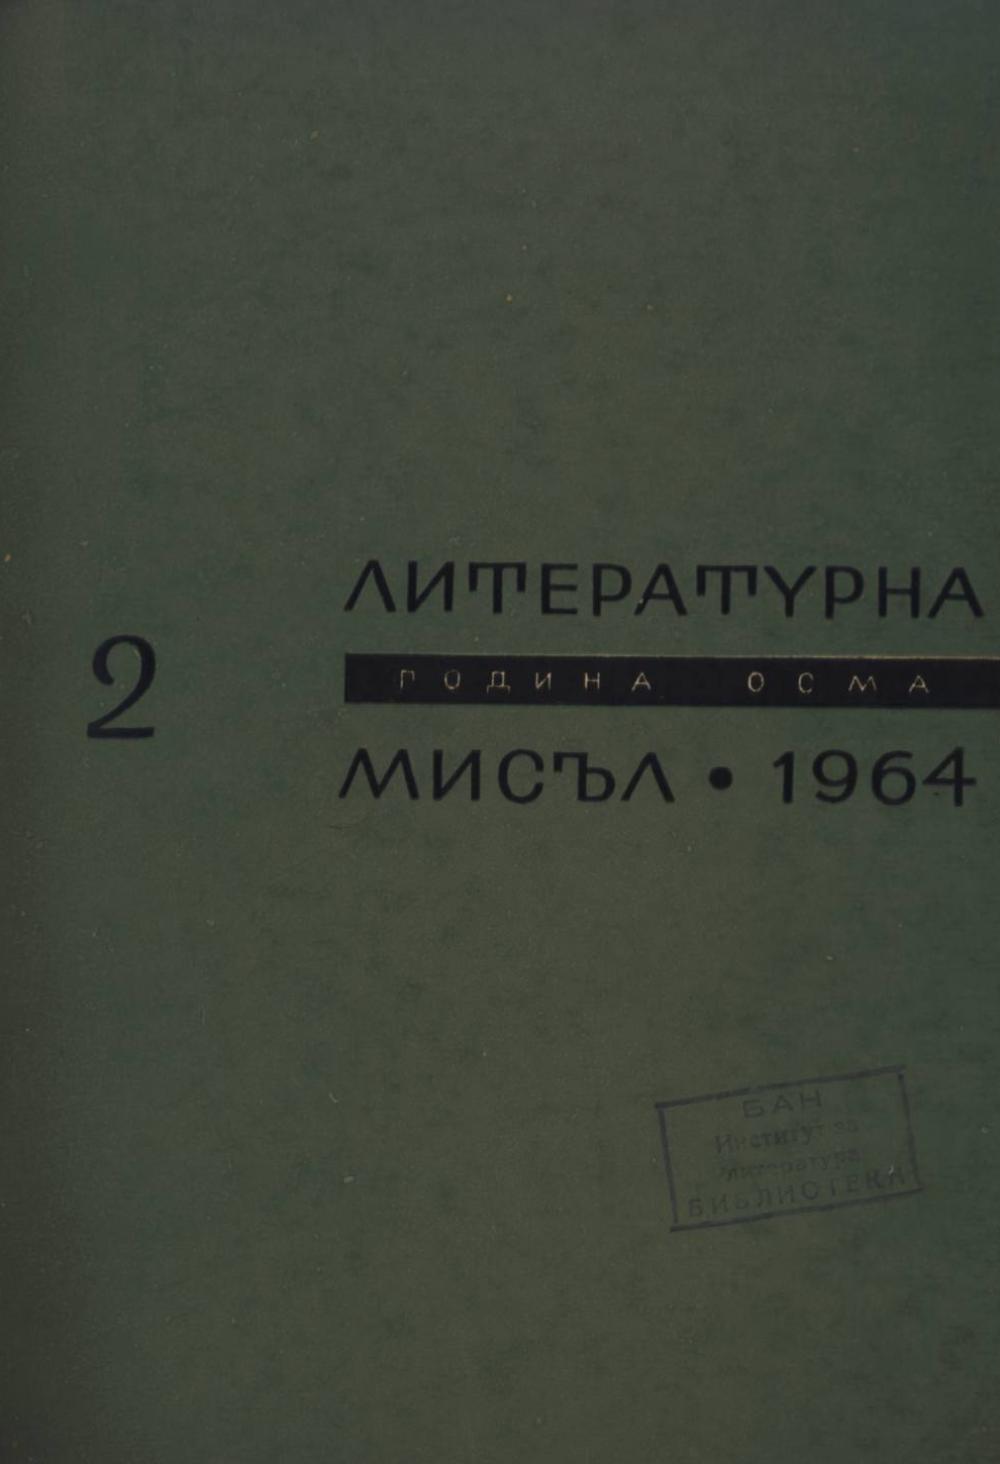 ЛИТЕРАТУРНА
2
ГОДИНА ОСМА
МИСЪЛ • 1964
БАН
Институт за
литература
БИБЛИОТЕКА